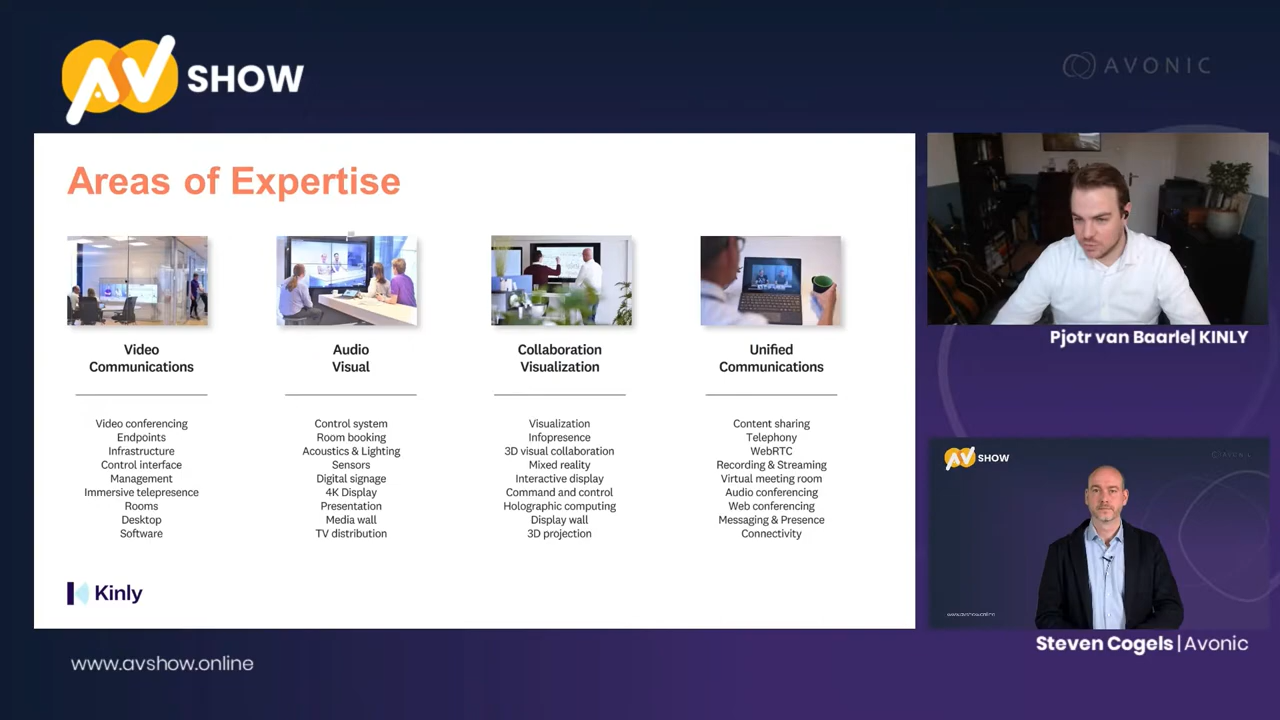 AV SHOW
AVONIC
Areas of Expertise
Video
Communications
Video conferencing
Endpoints
Infrastructure
Control interface
Management
Immersive telepresence
Rooms
Desktop
Software
Audio
Visual
Control system
Room booking
Acoustics & Lighting
Sensors
Digital signage
4K Display
Presentation
Media wall
TV distribution
Collaboration
Visualization
Visualization
Infopresence
3D visual collaboration
Mixed reality
Interactive display
Command and control
Holographic computing
Display wall
3D projection
Unified
Communications
Content sharing
Telephony
WebRTC
Recording & Streaming
Virtual meeting room
Audio conferencing
Web conferencing
Messaging & Presence
Connectivity
Kinly
Pjotr van Baarle| KINLY
AV SHOW
AVONIC
www.avshow.online
Steven Cogels | Avonic
www.avshow.online